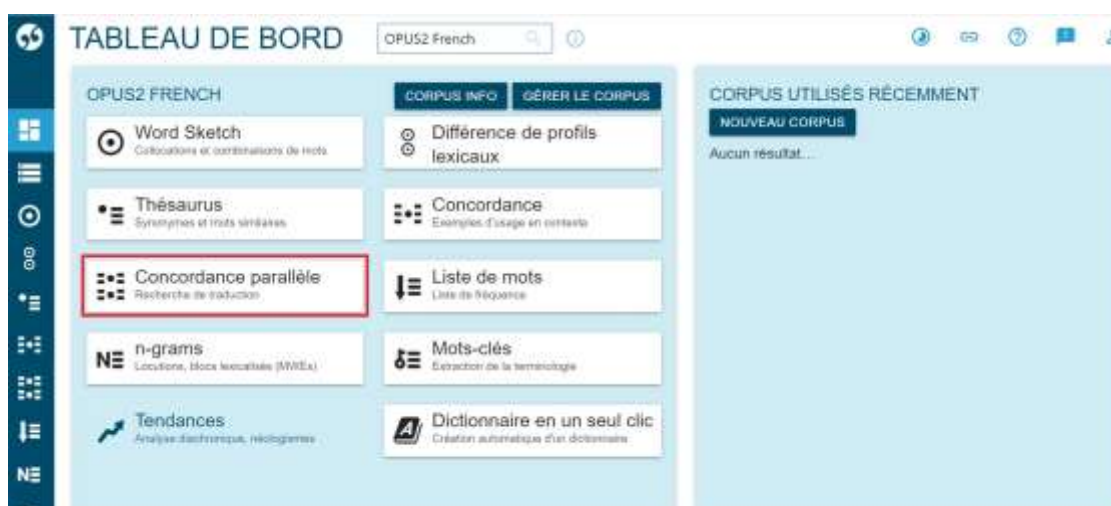 TABLEAU DE BORD
OPUS2 French
OPUS2 FRENCH
CORPUS INFO
GÉRER LE CORPUS
Word Sketch
Collocations et combinaisons de mots
Différence de profils
lexicaux
Thésaurus
Synonymes et mots similaires
Concordance
Exemples d'usage en contexte
Concordance parallèle
Recherche de traduction
Liste de mots
Liste de fréquence
N n-grams
Locutions, blocs lexicalisés (MWEs)
Mots-clés
Extraction de la terminologie
Tendances
Analyse diachronique, néologismes
A Dictionnaire en un seul clic
Création automatique d'un dictionnaire
N
CORPUS UTILISÉS RÉCEMMENT
NOUVEAU CORPUS
Aucun résultat...